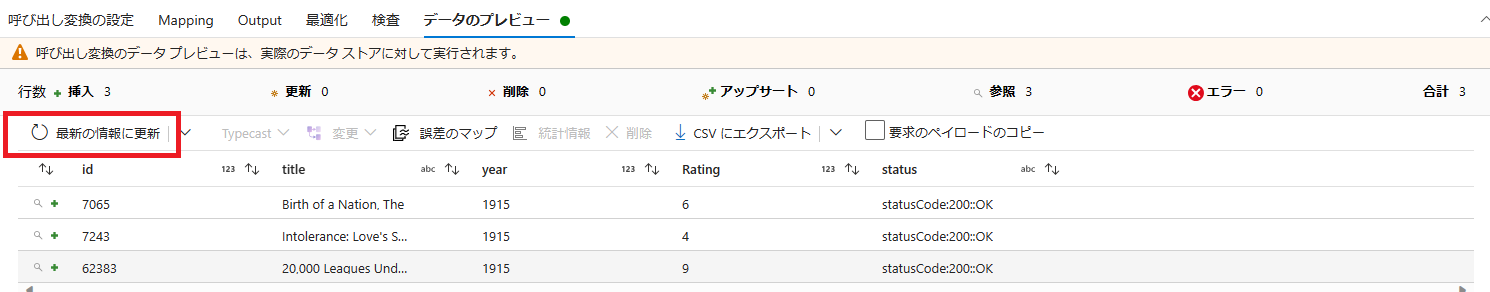 呼び出し変換の設定 Mapping Output 最適化 検査 データのプレビュー
呼び出し変換のデータ プレビューは、実際のデータ ストアに対して実行されます。
行数 挿入 3 更新 0 削除 0 アップサート 0 参照 3 エラー 0 合計 3
最新の情報に更新 Typecast 変更 誤差のマップ 統計情報 削除 CSV にエクスポート 要求のペイロードのコピー
id 123 title abc year 123 Rating 123 status abc
7065 Birth of a Nation, The 1915 6 statusCode:200::OK
7243 Intolerance: Love's S... 1915 4 statusCode:200::OK
62383 20,000 Leagues Und... 1915 9 statusCode:200::OK